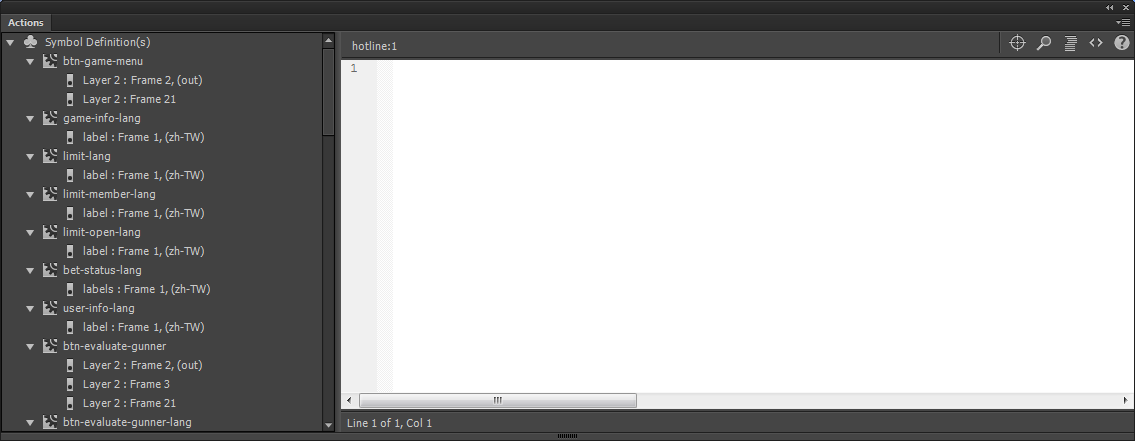 Actions
Symbol Definition(s)
btn-game-menu
Layer 2 : Frame 2, (out)
Layer 2 : Frame 21
game-info-lang
label : Frame 1, (zh-TW)
limit-lang
label : Frame 1, (zh-TW)
limit-member-lang
label : Frame 1, (zh-TW)
limit-open-lang
label : Frame 1, (zh-TW)
bet-status-lang
labels : Frame 1, (zh-TW)
user-info-lang
label : Frame 1, (zh-TW)
btn-evaluate-gunner
Layer 2 : Frame 2, (out)
Layer 2 : Frame 3
Layer 2 : Frame 21
btn-evaluate-gunner-lang
hotline:1
1
Line 1 of 1, Col 1